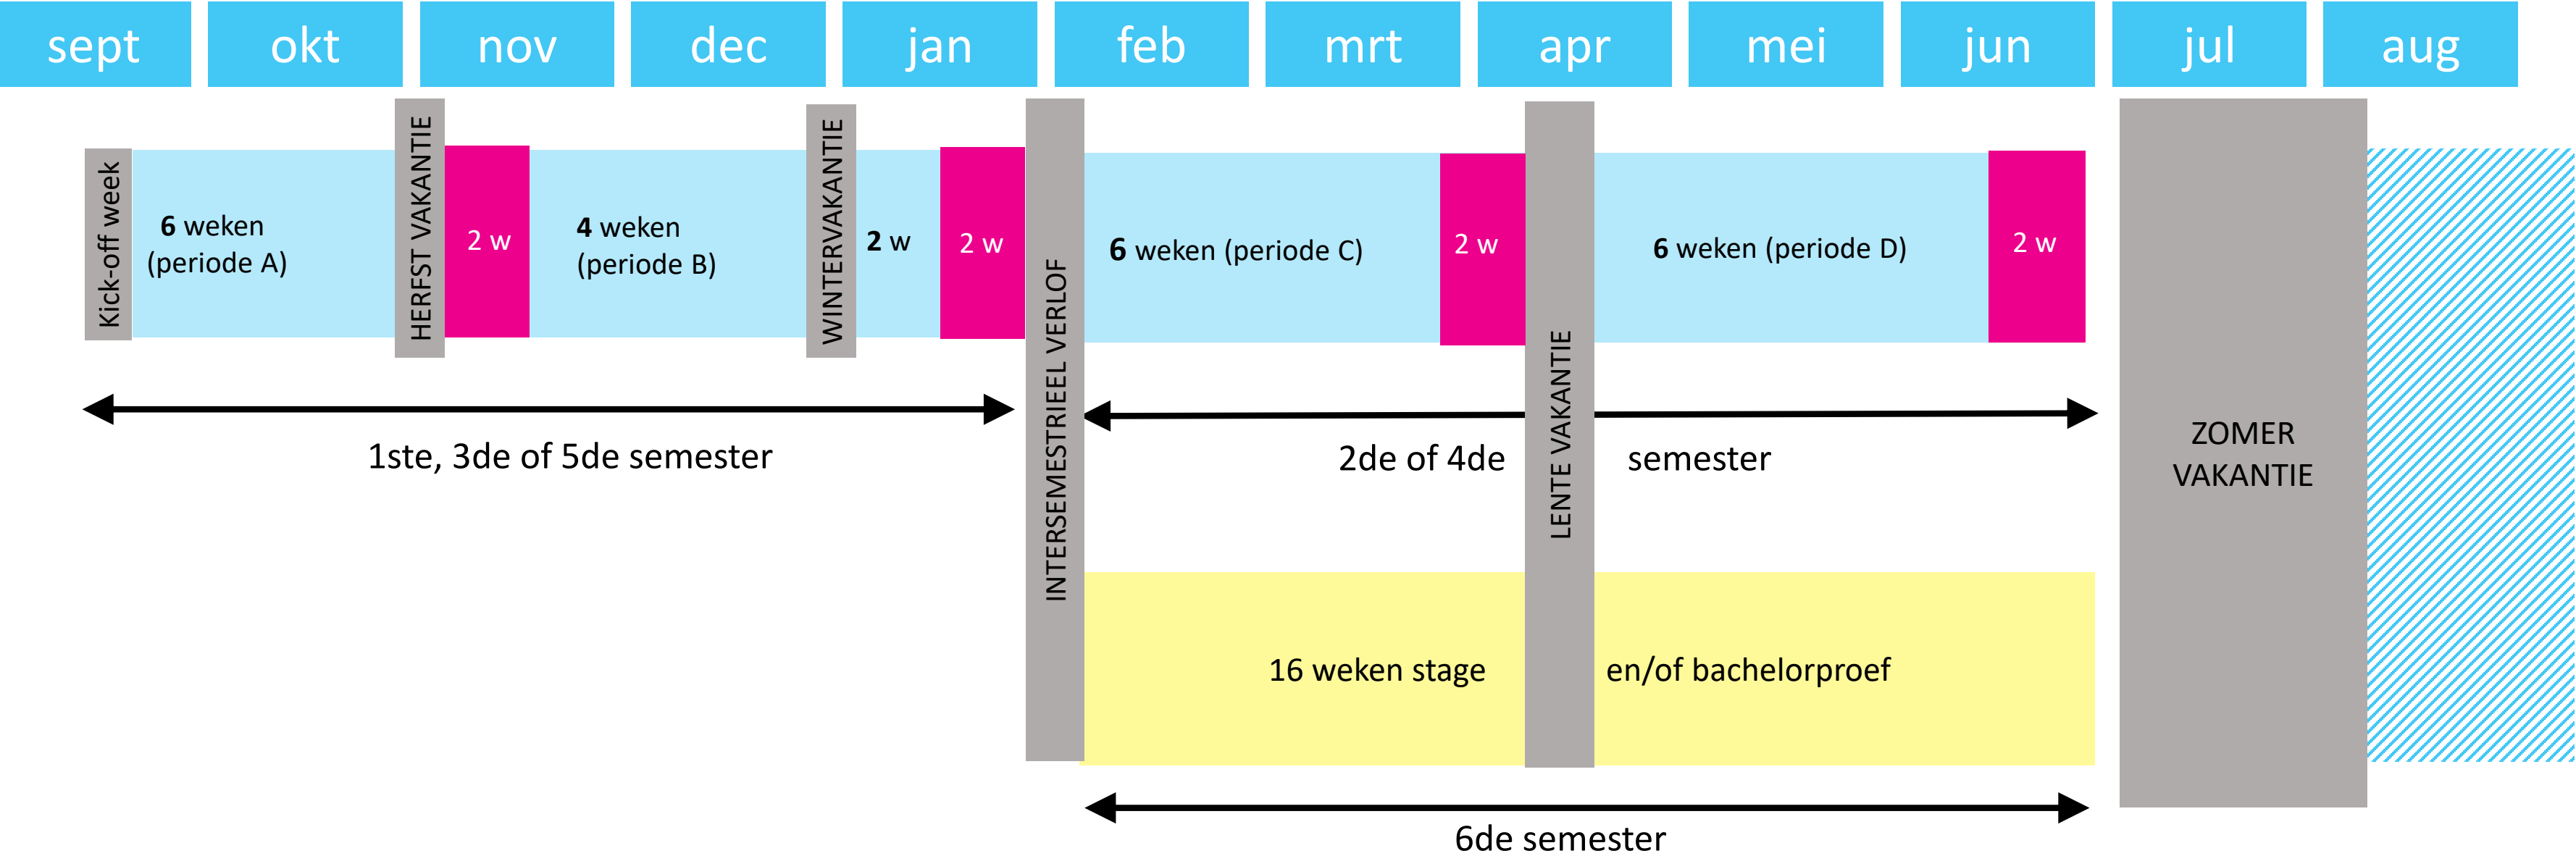 sept okt nov dec jan feb mrt apr mei jun jul aug
Kick-off week
6 weken
(periode A)
HERFST VAKANTIE
2 w
4 weken
(periode B)
WINTERVAKANTIE
2 w
2 w
INTERSEMESTRIEEL VERLOF
6 weken (periode C)
2 w
LENTE VAKANTIE
6 weken (periode D)
2 w
ZOMER
VAKANTIE
1ste, 3de of 5de semester
2de of 4de semester
16 weken stage en/of bachelorproef
6de semester